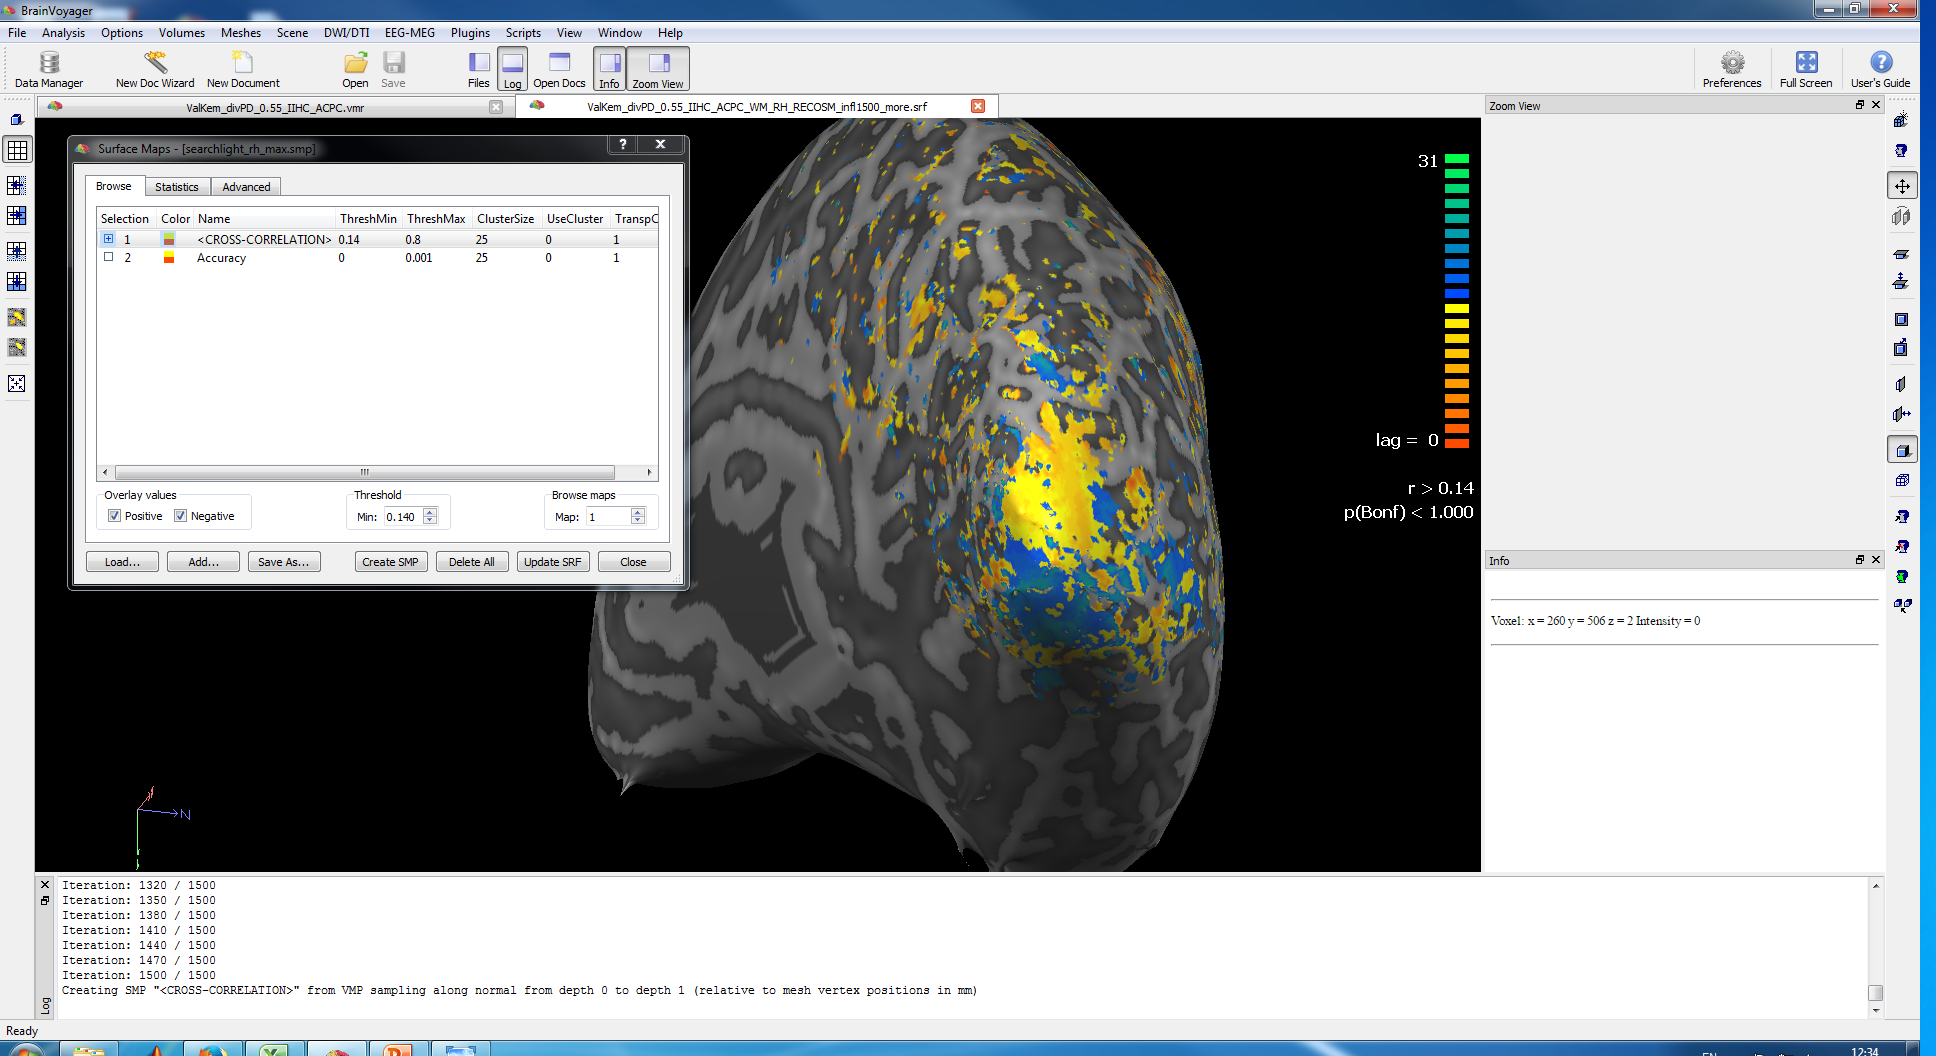 BrainVoyager
File Analysis Options Volumes Meshes Scene DWI/DTI EEG-MEG Plugins Scripts View Window Help
Data Manager New Doc Wizard New Document Open Save Files Log Open Docs Info Zoom View Preferences Full Screen User's Guide
ValKem_divPD_0.55_IIHC_ACPC.vmr ValKem_divPD_0.55_IIHC_ACPC_WM_RH_RECOSM_infl1500_more.srf
Zoom View
Surface Maps - [searchlight_rh_max.smp]
Browse Statistics Advanced
Selection Color Name ThreshMin ThreshMax ClusterSize UseCluster TranspC
1 <CROSS-CORRELATION> 0.14 0.8 25 0 1
2 Accuracy 0 0.001 25 0 1
Overlay values Threshold Browse maps
Positive Negative Min: 0.140 Map: 1
Load... Add... Save As... Create SMP Delete All Update SRF Close
31
lag = 0
r > 0.14
p(Bonf) < 1.000
Info
Voxel: x = 260 y = 506 z = 2 Intensity = 0
N
Iteration: 1320 / 1500
Iteration: 1350 / 1500
Iteration: 1380 / 1500
Iteration: 1410 / 1500
Iteration: 1440 / 1500
Iteration: 1470 / 1500
Iteration: 1500 / 1500
Creating SMP "<CROSS-CORRELATION>" from VMP sampling along normal from depth 0 to depth 1 (relative to mesh vertex positions in mm)
Log
Ready
12:34